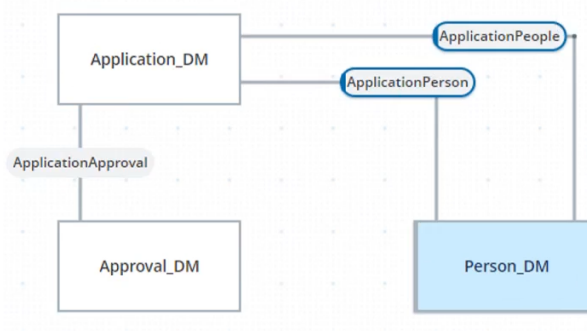 ApplicationPeople
Application_DM
ApplicationPerson
ApplicationApproval
Approval_DM
Person_DM